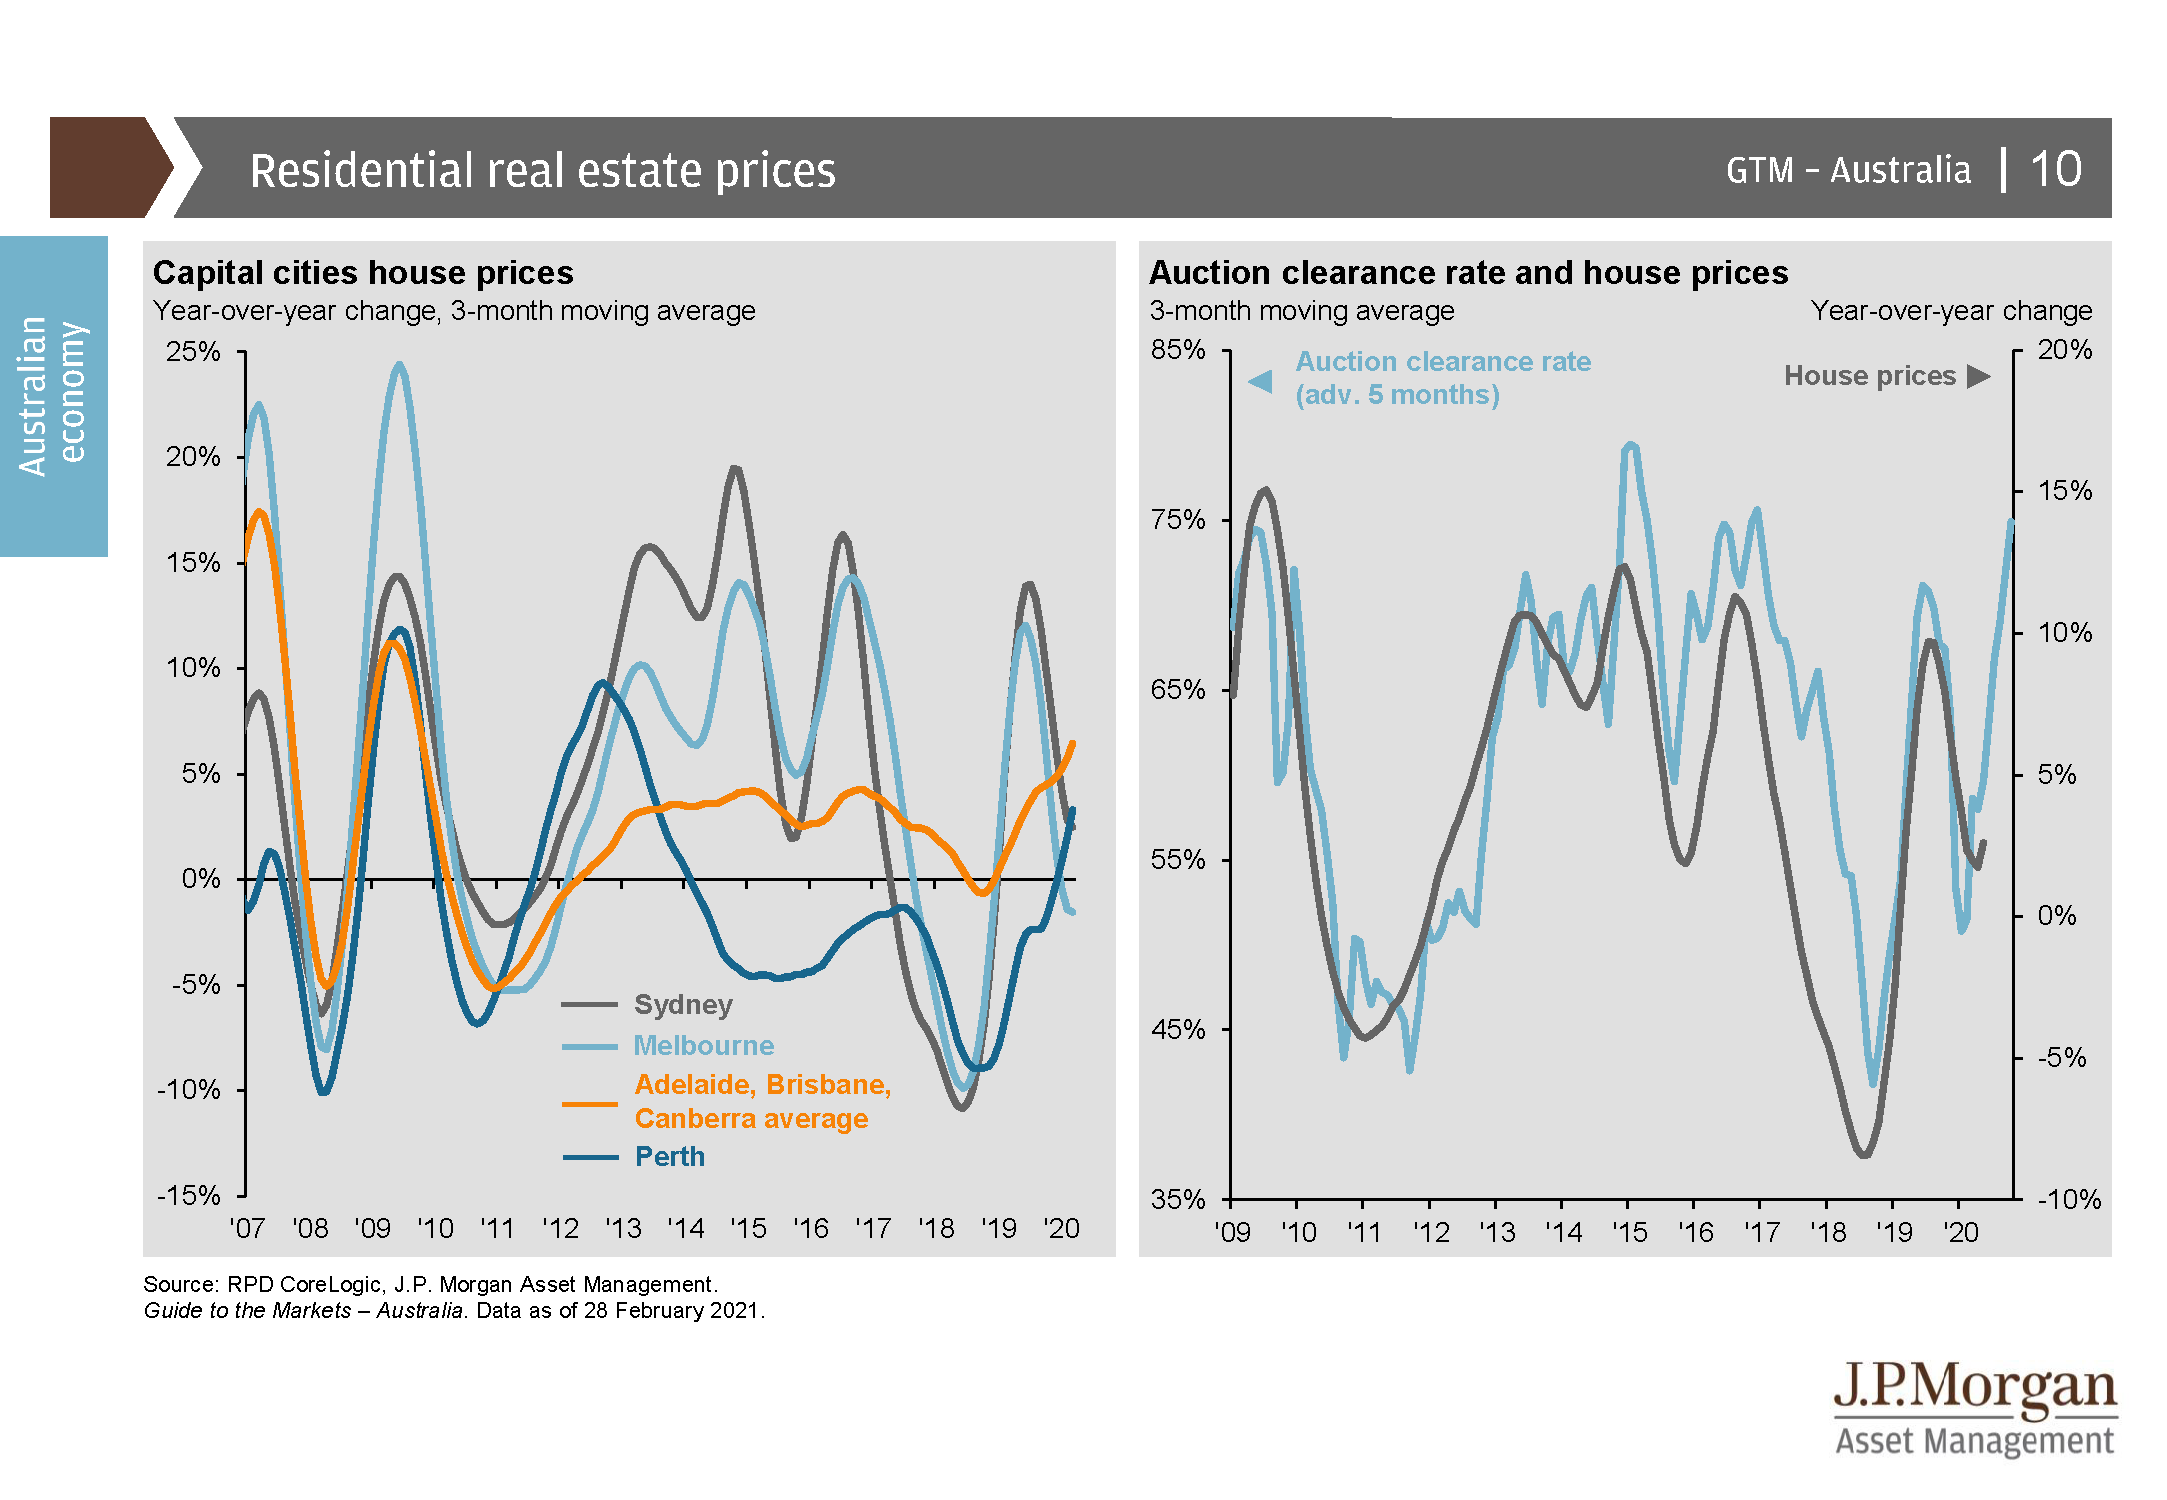 Residential real estate prices
GTM – Australia | 10
Australian
economy
Capital cities house prices
Year-over-year change, 3-month moving average
25%
20%
15%
10%
5%
0%
-5%
-10%
-15%
'07 '08 '09 '10 '11 '12 '13 '14 '15 '16 '17 '18 '19 '20
Sydney
Melbourne
Adelaide, Brisbane,
Canberra average
Perth
Auction clearance rate and house prices
3-month moving average
Year-over-year change
85%
75%
65%
55%
45%
35%
Auction clearance rate
(adv. 5 months)
House prices
20%
15%
10%
5%
0%
-5%
-10%
'09 '10 '11 '12 '13 '14 '15 '16 '17 '18 '19 '20
Source: RPD CoreLogic, J.P. Morgan Asset Management.
Guide to the Markets – Australia. Data as of 28 February 2021.
J.P.Morgan
Asset Management